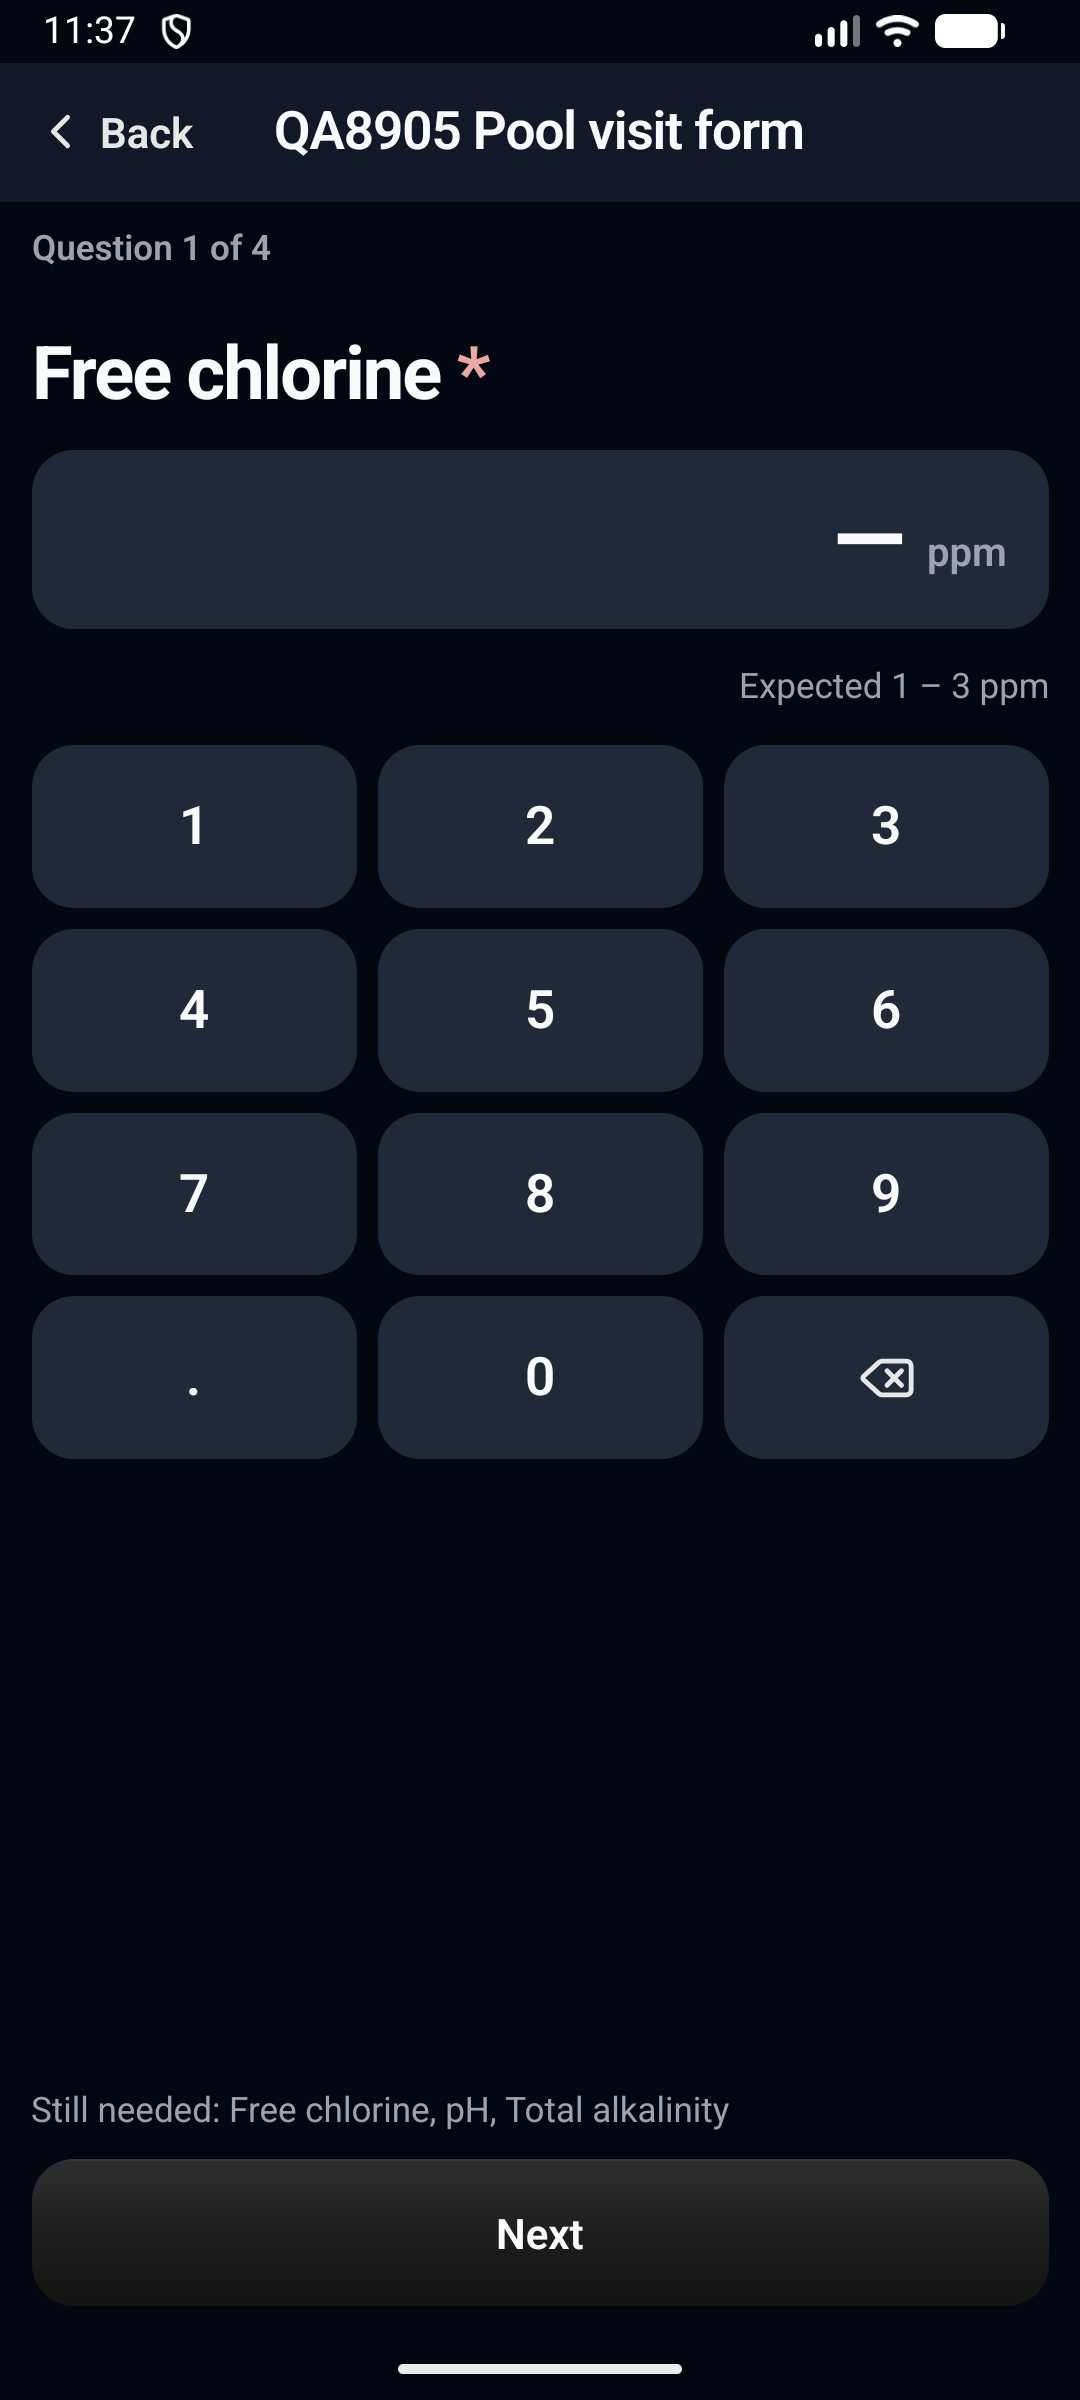 11:37
Back
QA8905 Pool visit form
Question 1 of 4
Free chlorine *
— ppm
Expected 1 – 3 ppm
1 2 3
4 5 6
7 8 9
. 0
Still needed: Free chlorine, pH, Total alkalinity
Next